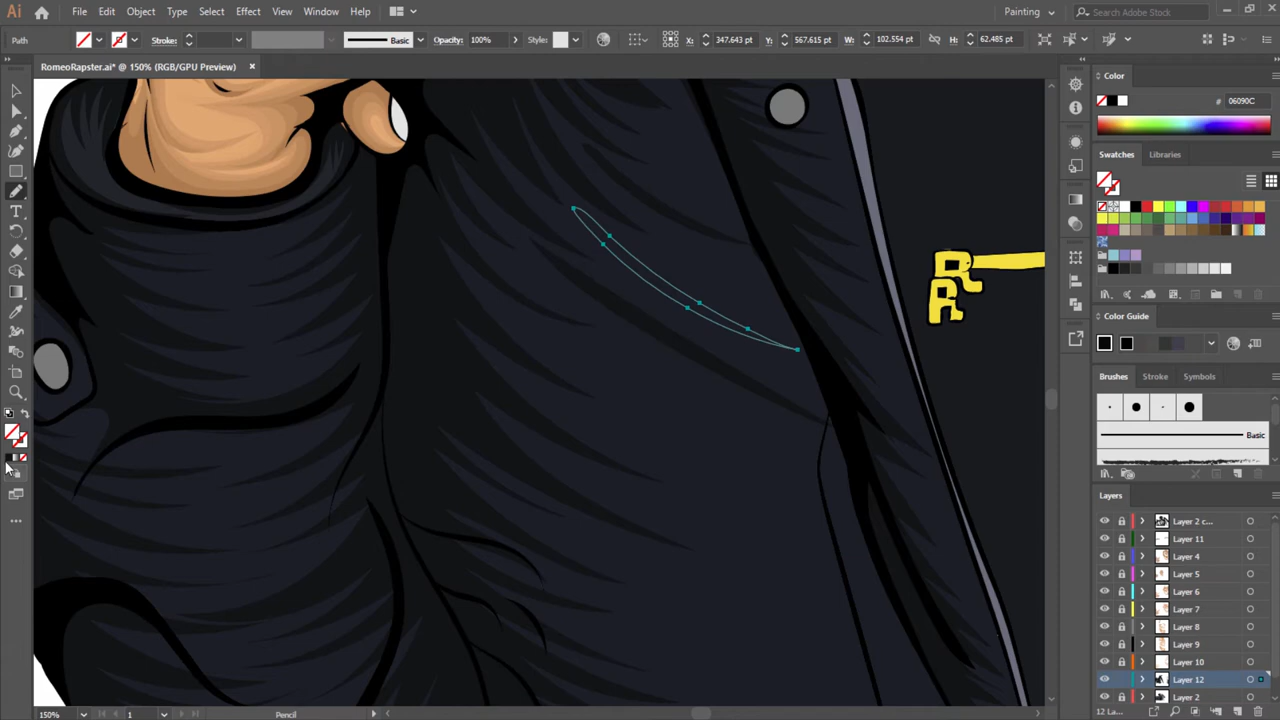 Ai File Edit Object Type Select Effect View Window Help Painting Search Adobe Stock
Path Stroke: Basic Opacity: 100% Style: X: 347.643 pt Y: 567.615 pt W: 102.554 pt H: 62.485 pt
RomeoRapster.ai* @ 150% (RGB/GPU Preview)
Color
# 06090C
Swatches Libraries
R
R
Color Guide
Brushes Stroke Symbols
Basic
Layers
Layer 2 c...
Layer 11
Layer 4
Layer 5
Layer 6
Layer 7
Layer 8
Layer 9
Layer 10
Layer 12
Layer 2
12 La...
150% 1 Pencil